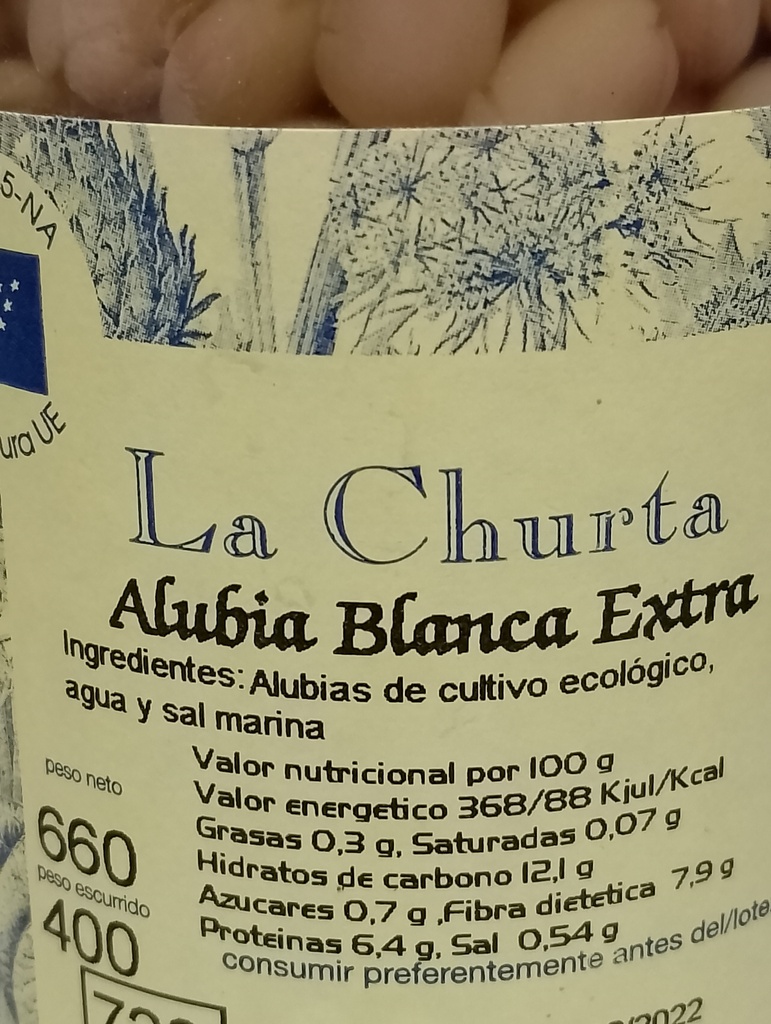 5-NA
ura UE
La Churta
Alubia Blanca Extra
Ingredientes: Alubias de cultivo ecológico,
agua y sal marina
Valor nutricional por 100 g
Valor energetico 368/88 Kjul/Kcal
Grasas 0,3 g, Saturadas 0,07 g
Hidratos de carbono 12,1 g
Azucares 0,7 g ,Fibra dietetica 7,9 g
Proteinas 6,4 g, Sal 0,54 g
peso neto
660
peso escurrido
400
consumir preferentemente antes del/lote
/2022